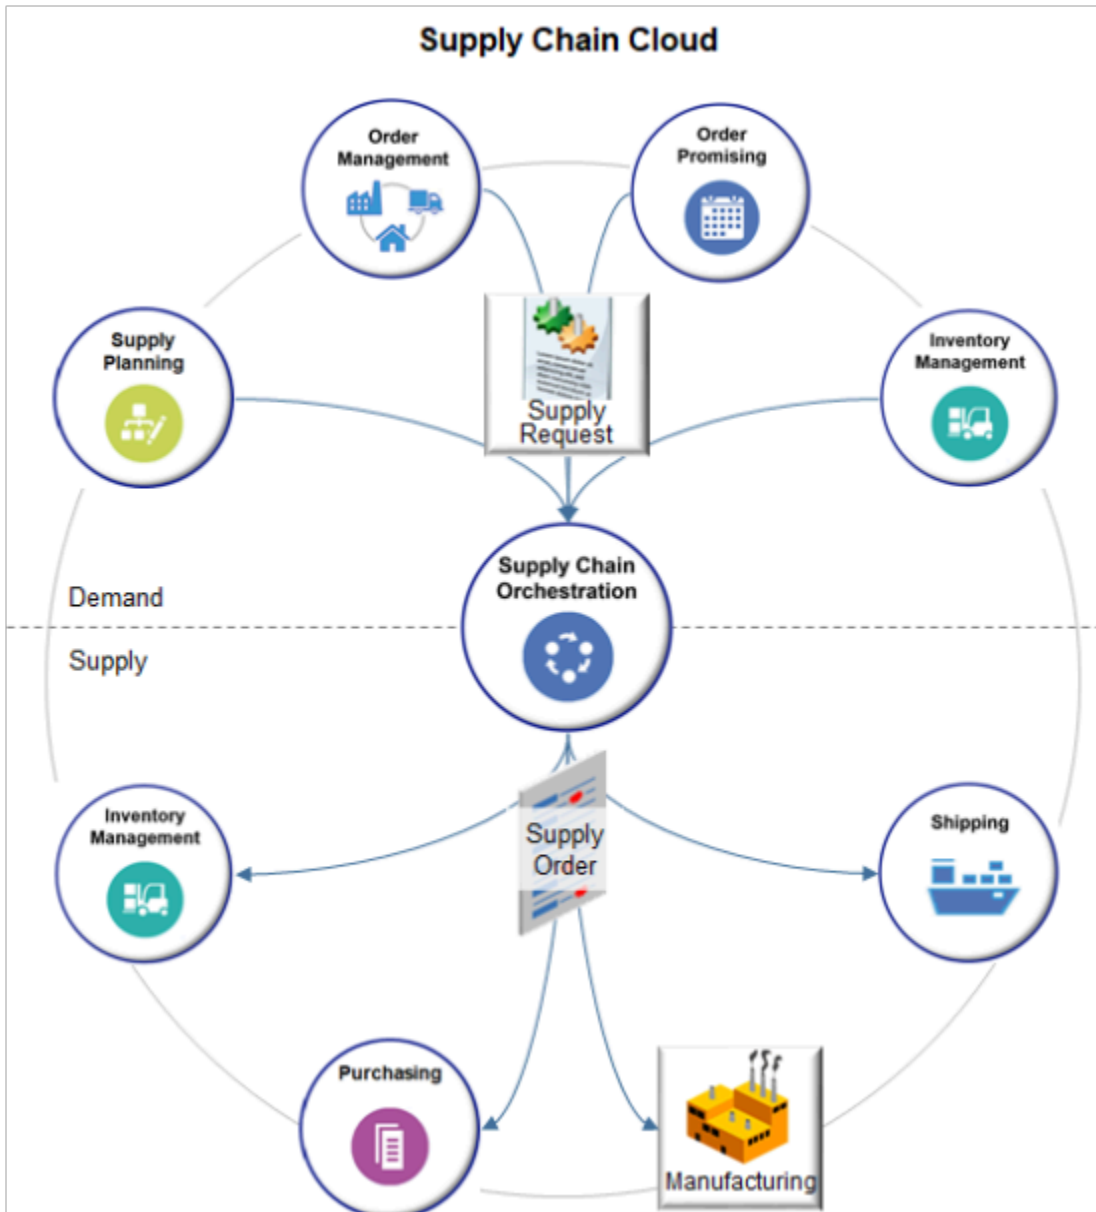 Supply Chain Cloud
Order
Management
Order
Promising
Supply
Planning
Inventory
Management
Supply
Request
Supply Chain
Orchestration
Demand
Supply
Inventory
Management
Supply
Order
Shipping
Purchasing
Manufacturing